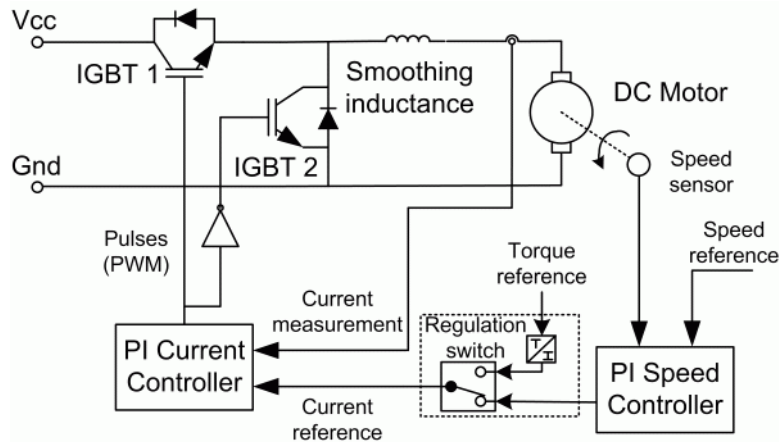 Vcc
IGBT 1
Smoothing
inductance
DC Motor
IGBT 2
Gnd
Speed
sensor
Pulses
(PWM)
Torque
reference
Speed
reference
Current
measurement
Regulation
switch
T
I
PI Current
Controller
PI Speed
Controller
Current
reference